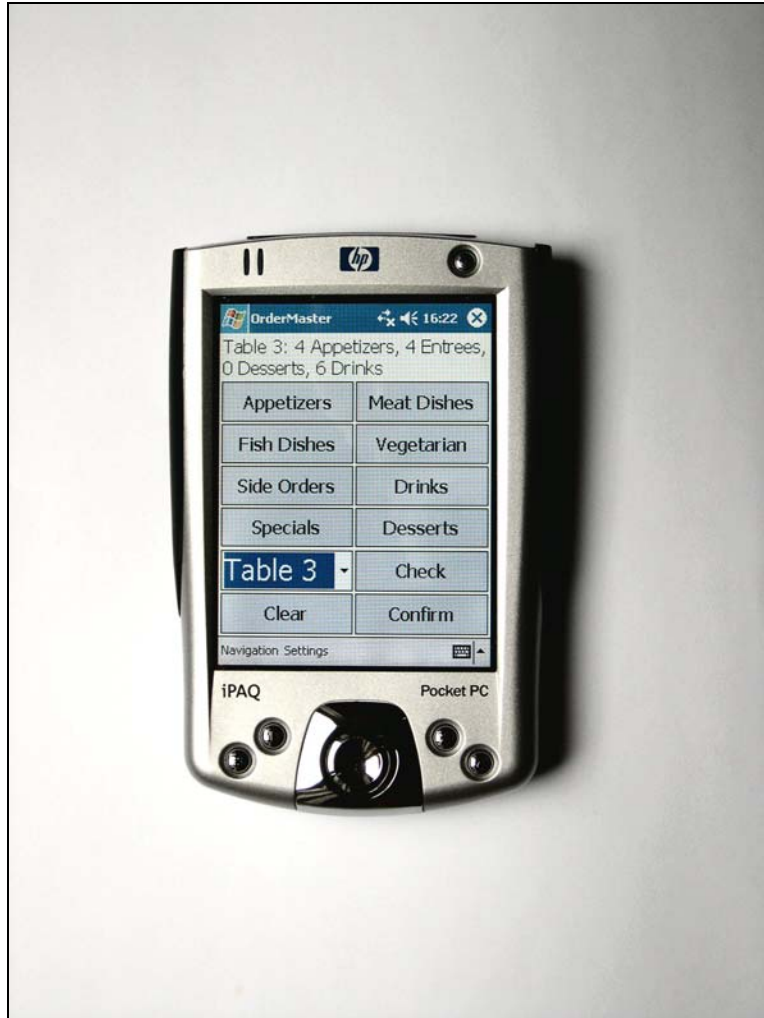 hp
OrderMaster 16:22
Table 3: 4 Appetizers, 4 Entrees,
0 Desserts, 6 Drinks
Appetizers Meat Dishes
Fish Dishes Vegetarian
Side Orders Drinks
Specials Desserts
Table 3 Check
Clear Confirm
Navigation Settings
iPAQ Pocket PC